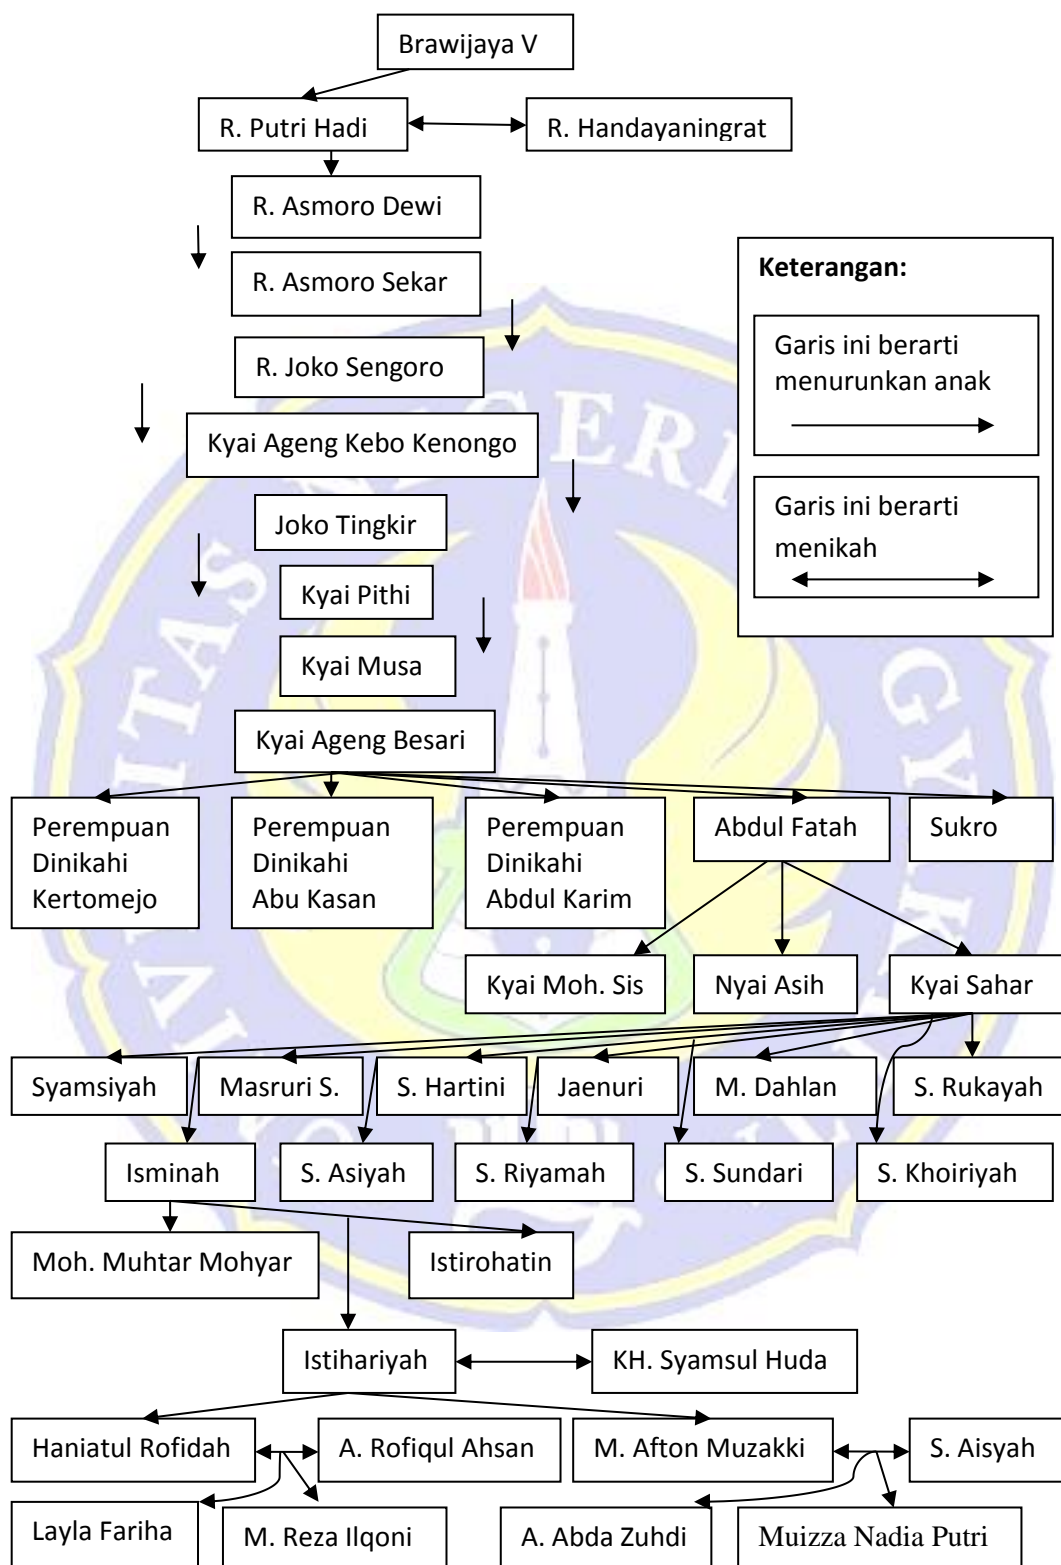 Brawijaya V
R. Putri Hadi
R. Handayaningrat
R. Asmoro Dewi
R. Asmoro Sekar
Keterangan:
Garis ini berarti
menurunkan anak
Garis ini berarti
menikah
R. Joko Sengoro
Kyai Ageng Kebo Kenongo
Joko Tingkir
Kyai Pithi
Kyai Musa
Kyai Ageng Besari
Perempuan
Dinikahi
Kertomejo
Perempuan
Dinikahi
Abu Kasan
Perempuan
Dinikahi
Abdul Karim
Abdul Fatah
Sukro
Kyai Moh. Sis
Nyai Asih
Kyai Sahar
Syamsiyah
Masruri S.
S. Hartini
Jaenuri
M. Dahlan
S. Rukayah
Isminah
S. Asiyah
S. Riyamah
S. Sundari
S. Khoiriyah
Moh. Muhtar Mohyar
Istirohatin
Istihariyah
KH. Syamsul Huda
Haniatul Rofidah
A. Rofiqul Ahsan
M. Afton Muzakki
S. Aisyah
Layla Fariha
M. Reza Ilqoni
A. Abda Zuhdi
Muizza Nadia Putri